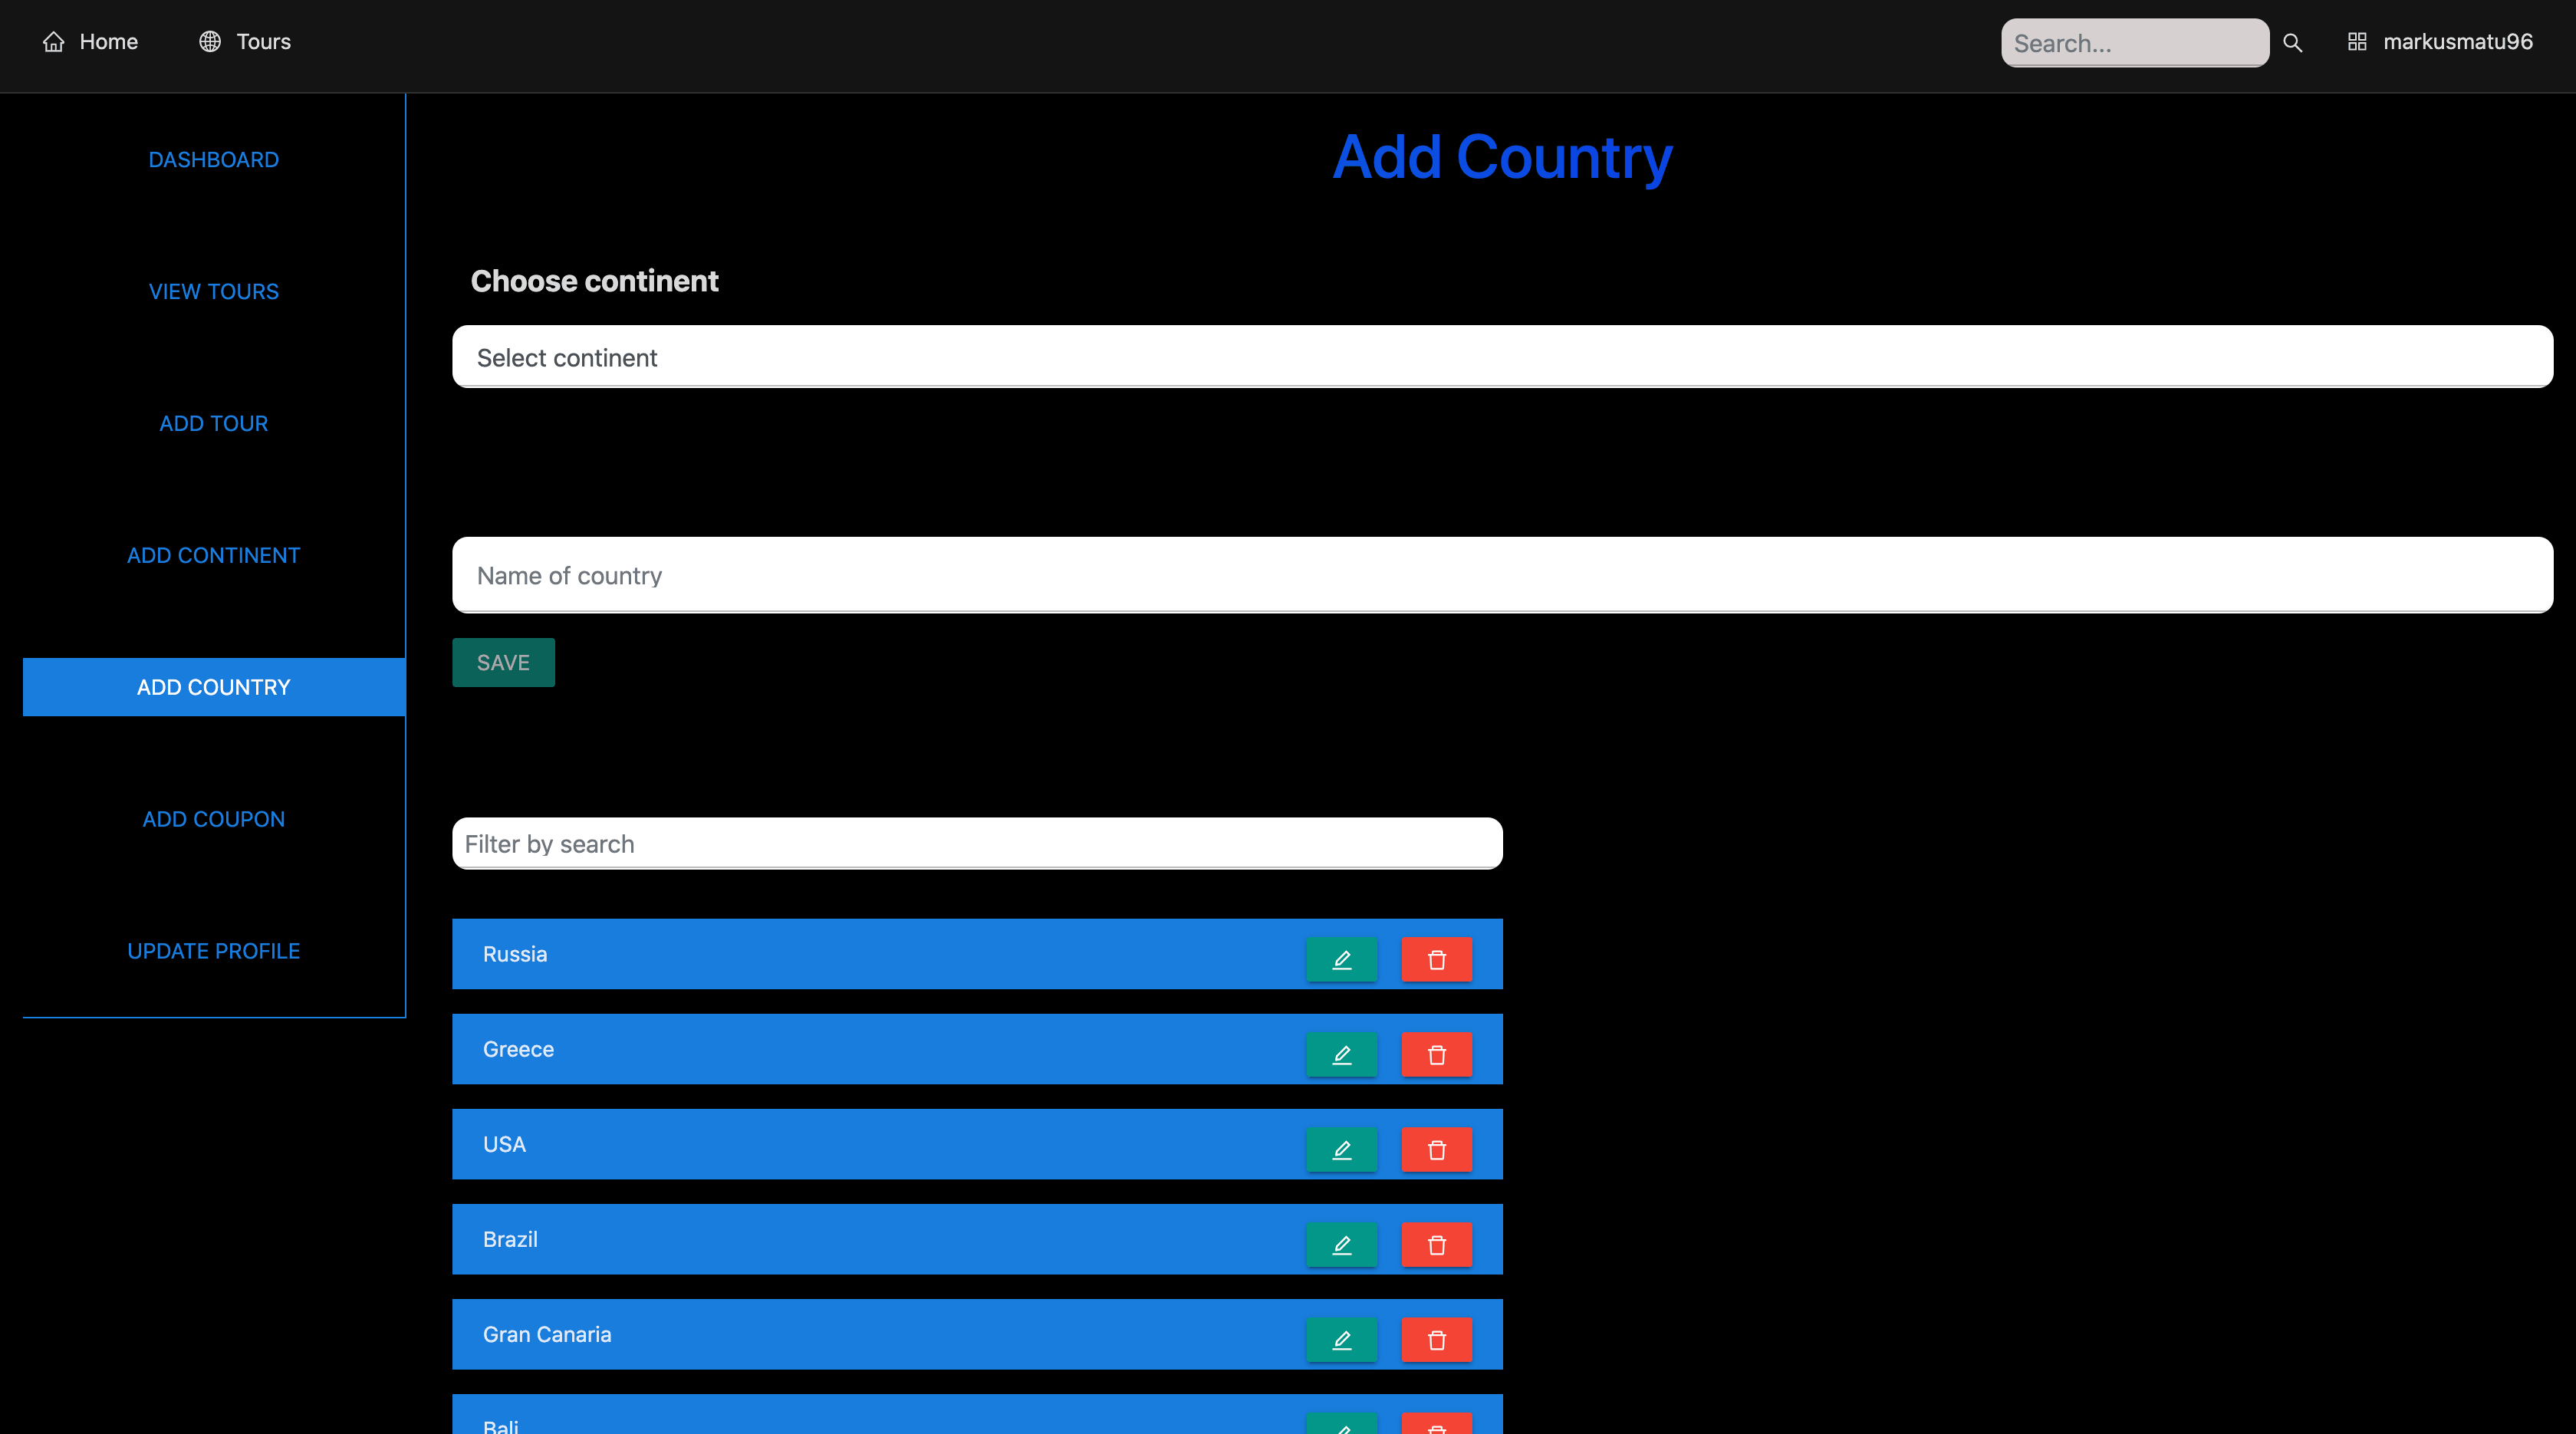 Home Tours Search... markusmatu96
DASHBOARD
VIEW TOURS
ADD TOUR
ADD CONTINENT
ADD COUNTRY
ADD COUPON
UPDATE PROFILE
Add Country
Choose continent
Select continent
Name of country
SAVE
Filter by search
Russia
Greece
USA
Brazil
Gran Canaria
Bali